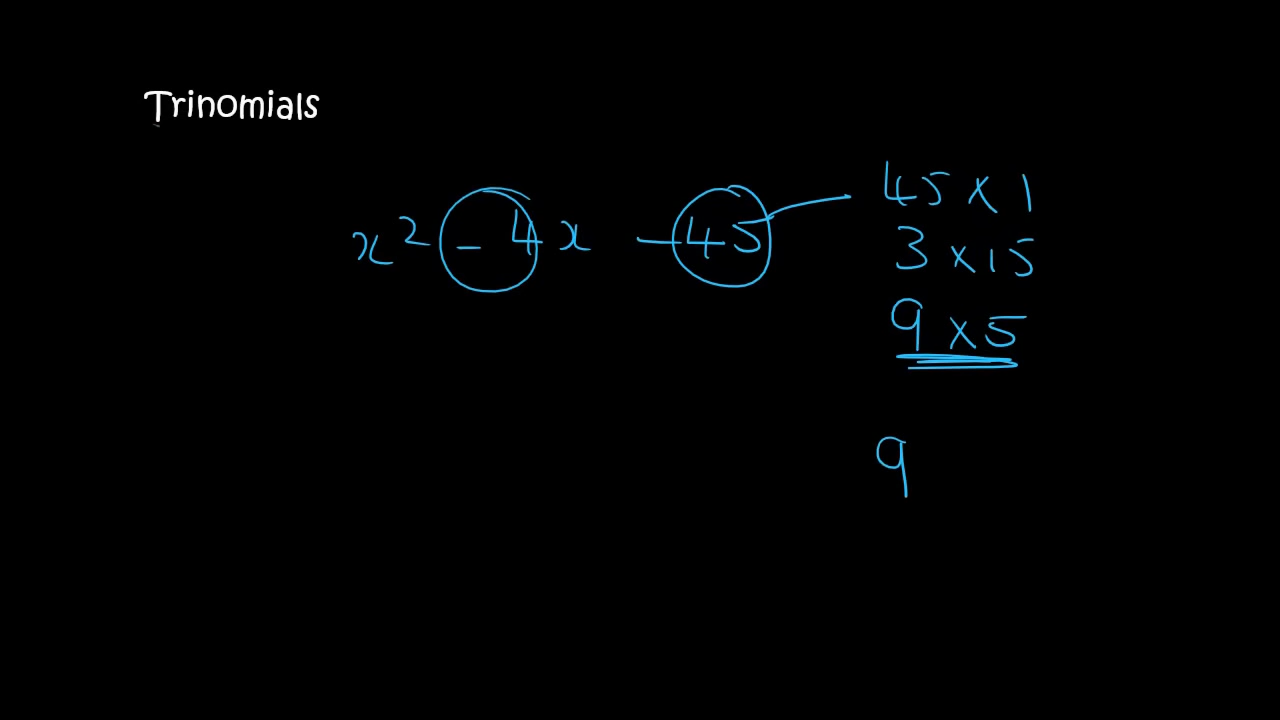 Trinomials
x² - 4x - 45
45 x 1
3 x 15
9 x 5
9